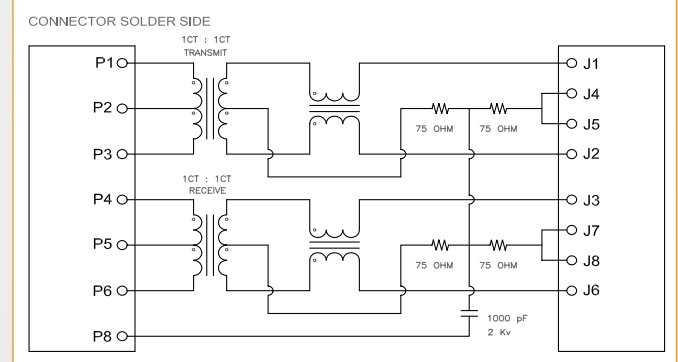 CONNECTOR SOLDER SIDE
1CT : 1CT
TRANSMIT
P1
J1
J4
P2
75 OHM
75 OHM
J5
P3
J2
1CT : 1CT
RECEIVE
P4
J3
J7
P5
75 OHM
75 OHM
J8
P6
J6
P8
1000 pF
2 Kv